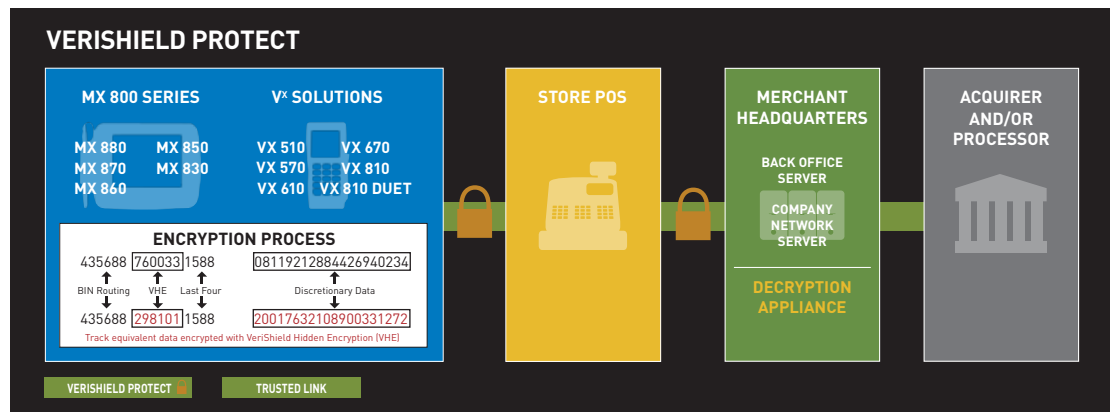 VERISHIELD PROTECT
MX 800 SERIES
MX 880 MX 850
MX 870 MX 830
MX 860
Vˣ SOLUTIONS
VX 510 VX 670
VX 570 VX 810
VX 610 VX 810 DUET
ENCRYPTION PROCESS
435688 760033 1588 08119212884426940234
BIN Routing VHE Last Four Discretionary Data
435688 298101 1588 20017632108900331272
Track equivalent data encrypted with VeriShield Hidden Encryption (VHE)
STORE POS
MERCHANT
HEADQUARTERS
BACK OFFICE
SERVER
COMPANY
NETWORK
SERVER
DECRYPTION
APPLIANCE
ACQUIRER
AND/OR
PROCESSOR
VERISHIELD PROTECT
TRUSTED LINK